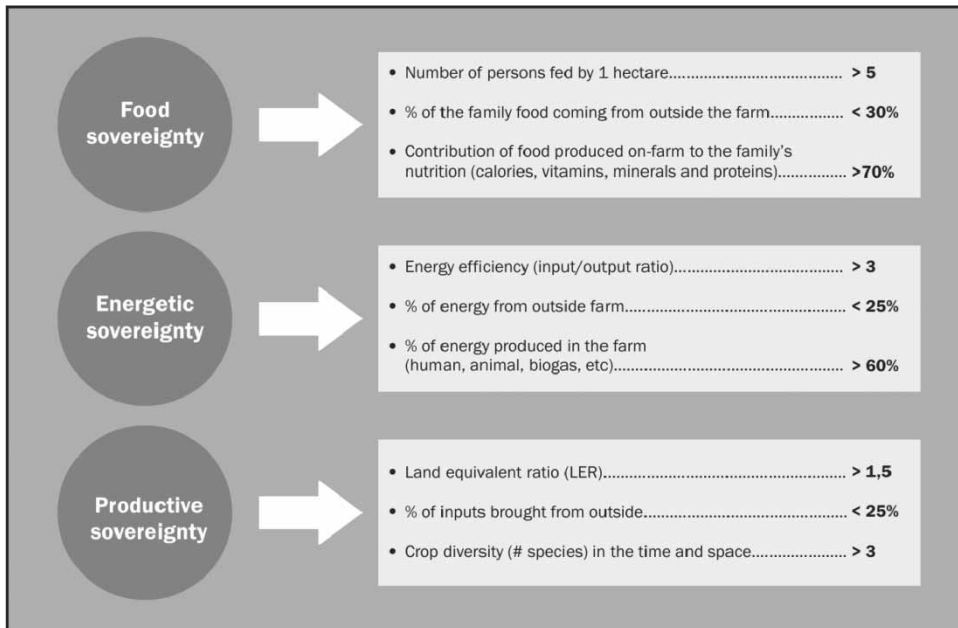 Food
sovereignty
• Number of persons fed by 1 hectare............................................ > 5
• % of the family food coming from outside the farm.................... < 30%
• Contribution of food produced on-farm to the family's
nutrition (calories, vitamins, minerals and proteins)................ >70%
Energetic
sovereignty
• Energy efficiency (input/output ratio)........................................... > 3
• % of energy from outside farm...................................................... < 25%
• % of energy produced in the farm
(human, animal, biogas, etc)......................................................... > 60%
Productive
sovereignty
• Land equivalent ratio (LER)............................................................ > 1,5
• % of inputs brought from outside.................................................. < 25%
• Crop diversity (# species) in the time and space......................... > 3